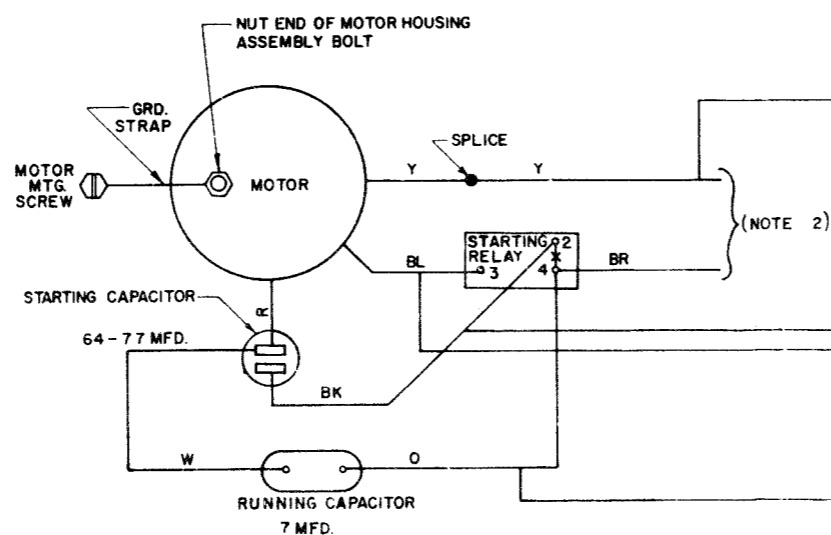 NUT END OF MOTOR HOUSING
ASSEMBLY BOLT
GRD.
STRAP
SPLICE
MOTOR
MTG.
SCREW
MOTOR
Y
Y
(NOTE 2)
STARTING
RELAY
2
X
3
4
BL
BR
STARTING CAPACITOR
R
64-77 MFD.
BK
W
O
RUNNING CAPACITOR
7 MFD.